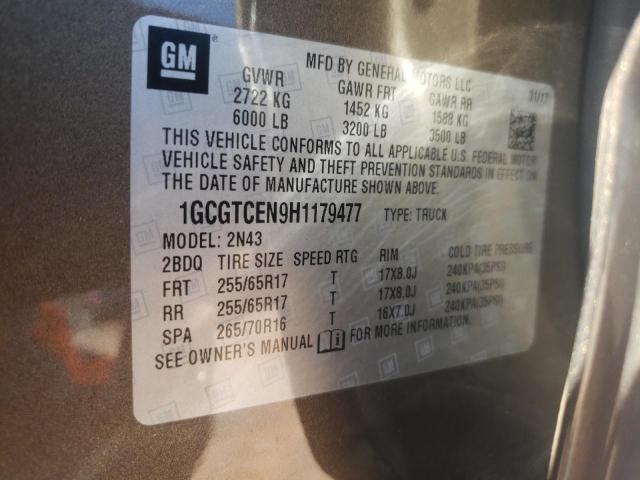 GM
MFD BY GENERAL MOTORS LLC
GVWR GAWR FRT GAWR RR
2722 KG 1452 KG 1588 KG
6000 LB 3200 LB 3500 LB
THIS VEHICLE CONFORMS TO ALL APPLICABLE U.S. FEDERAL MOTOR
VEHICLE SAFETY AND THEFT PREVENTION STANDARDS IN EFFECT ON
THE DATE OF MANUFACTURE SHOWN ABOVE.
1GCGTCEN9H1179477 TYPE: TRUCK
MODEL: 2N43
2BDQ TIRE SIZE SPEED RTG RIM COLD TIRE PRESSURE
FRT 255/65R17 T 17X8.0J 240KPA(35PSI)
RR 255/65R17 T 17X8.0J 240KPA(35PSI)
SPA 265/70R16 T 16X7.0J 240KPA(35PSI)
SEE OWNER'S MANUAL FOR MORE INFORMATION.